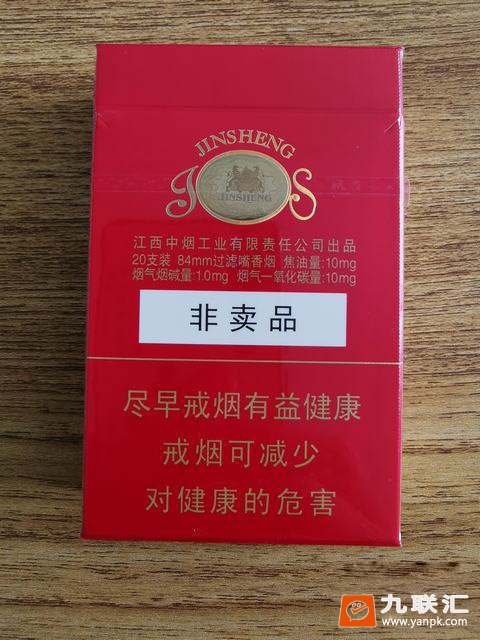 JINSHENG
JS
JINSHENG
江西中烟工业有限责任公司出品
20支装 84mm过滤嘴香烟 焦油量:10mg
烟气烟碱量:1.0mg 烟气一氧化碳量:10mg
非卖品
尽早戒烟有益健康
戒烟可减少
对健康的危害
九联汇
www.yanpk.com